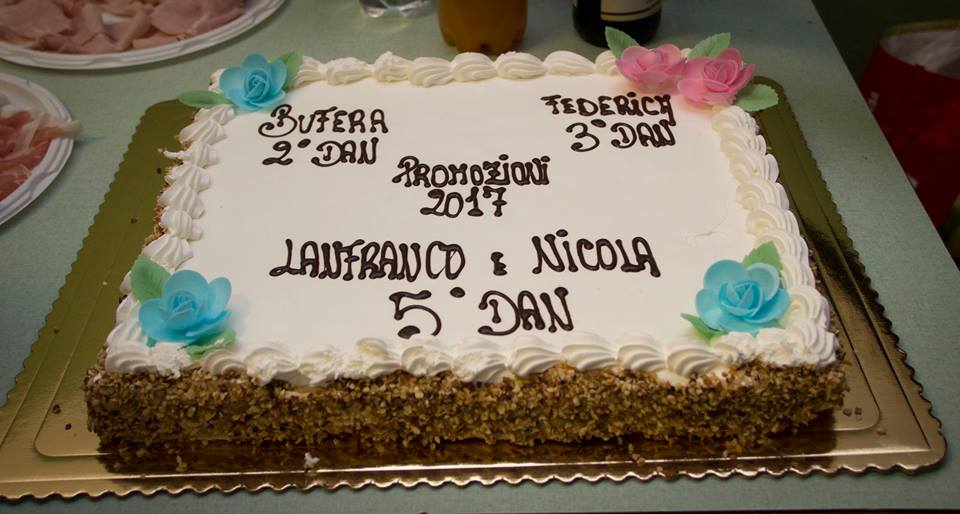 BUFERA
2° DAN
FEDERICA
3° DAN
PROMOZIONI
2017
LANFRANCO E NICOLA
5° DAN